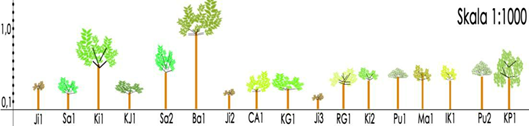 Skala 1:1000
1,0
0,1
Ji1 Sa1 Ki1 KJ1 Sa2 Ba1 Ji2 CA1 KG1 Ji3 RG1 Ki2 Pu1 Ma1 IK1 Pu2 KP1